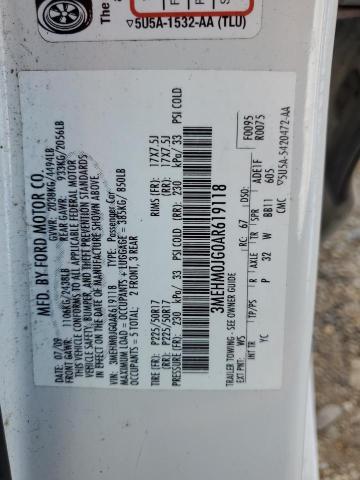 The a
▽5U5A-1532-AA (TLU)
MFD. BY FORD MOTOR CO.
07/09 GVWR: 2039KG/4494LB
FRONT GAWR: 1106KG/2438LB REAR GAWR: 933KG/2056LB
THIS VEHICLE CONFORMS TO ALL APPLICABLE FEDERAL MOTOR
VEHICLE SAFETY, BUMPER, AND THEFT PREVENTION STANDARDS
IN EFFECT ON THE DATE OF MANUFACTURE SHOWN ABOVE.
VIN: 3MEHM0JG0AR619118 TYPE: Passenger Car
MAXIMUM LOAD = OCCUPANTS + LUGGAGE = 385KG/ 850LB
OCCUPANTS = 5 TOTAL: 2 FRONT, 3 REAR
TIRE (FR): P225/50R17 RIMS (FR): 17X7.5J
(RR): P225/50R17 (RR): 17X7.5J
PRESSURE (FR): 230 kPa/ 33 PSI COLD (RR): 230 kPa/ 33 PSI COLD
3MEHM0JG0AR619118
TRAILER TOWING - SEE OWNER GUIDE F0095
R0075
EXT PNT: W5 RC: 67 DSO:
INT TR TP/PS R AXLE TR SPR ADE1F
YC P 32 W BB11 605
CMC ▽5U5A-5420472-AA